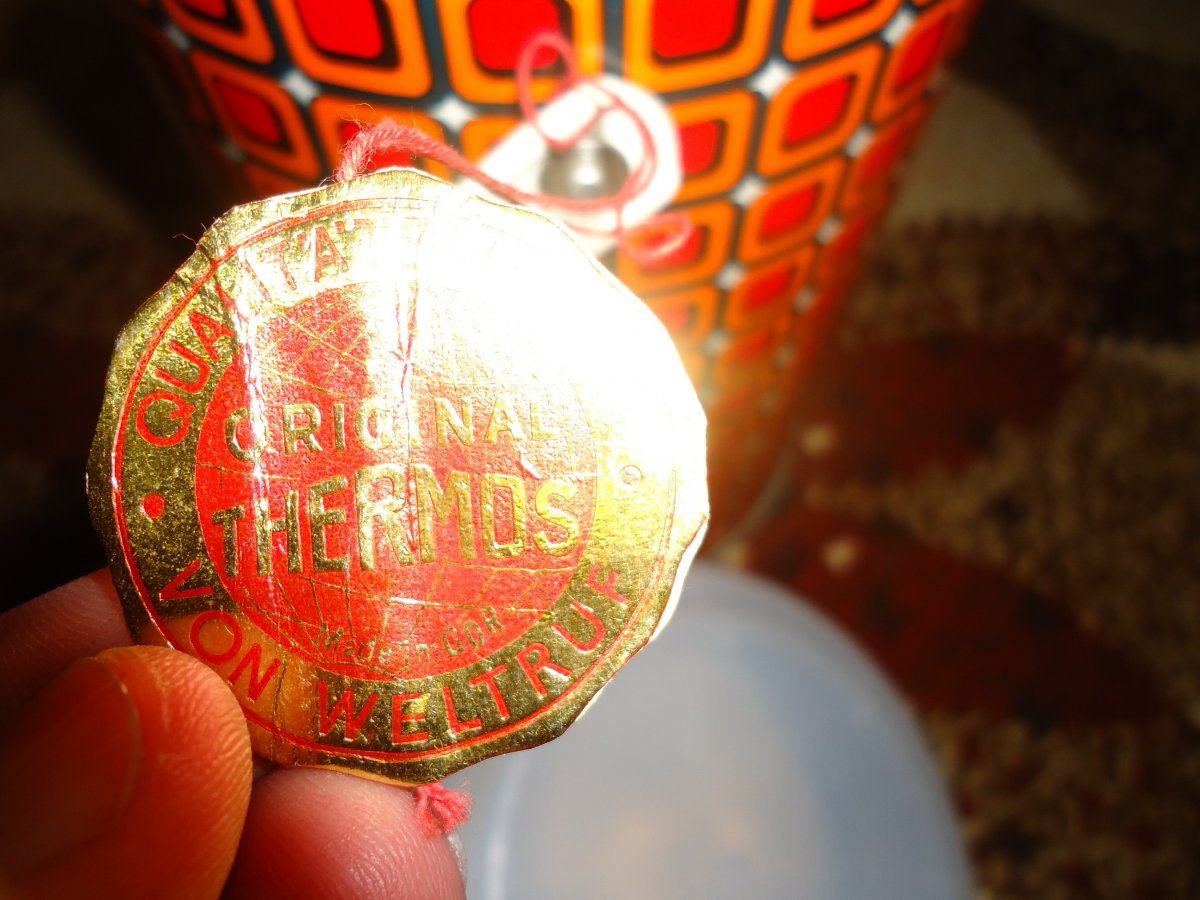 QUALITÄT
ORIGINAL
THERMOS
Made in GDR
VON WELTRUF